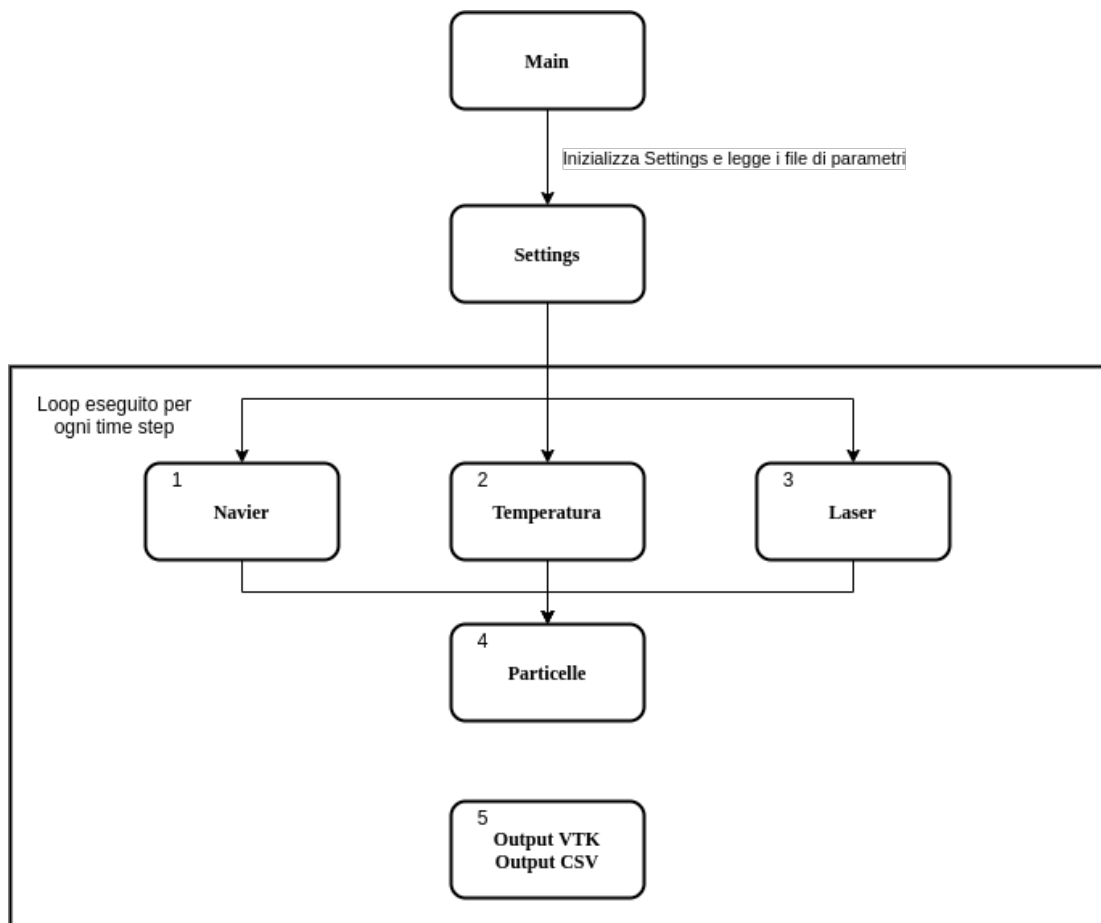 Main
Inizializza Settings e legge i file di parametri
Settings
Loop eseguito per
ogni time step
1
Navier
2
Temperatura
3
Laser
4
Particelle
5
Output VTK
Output CSV